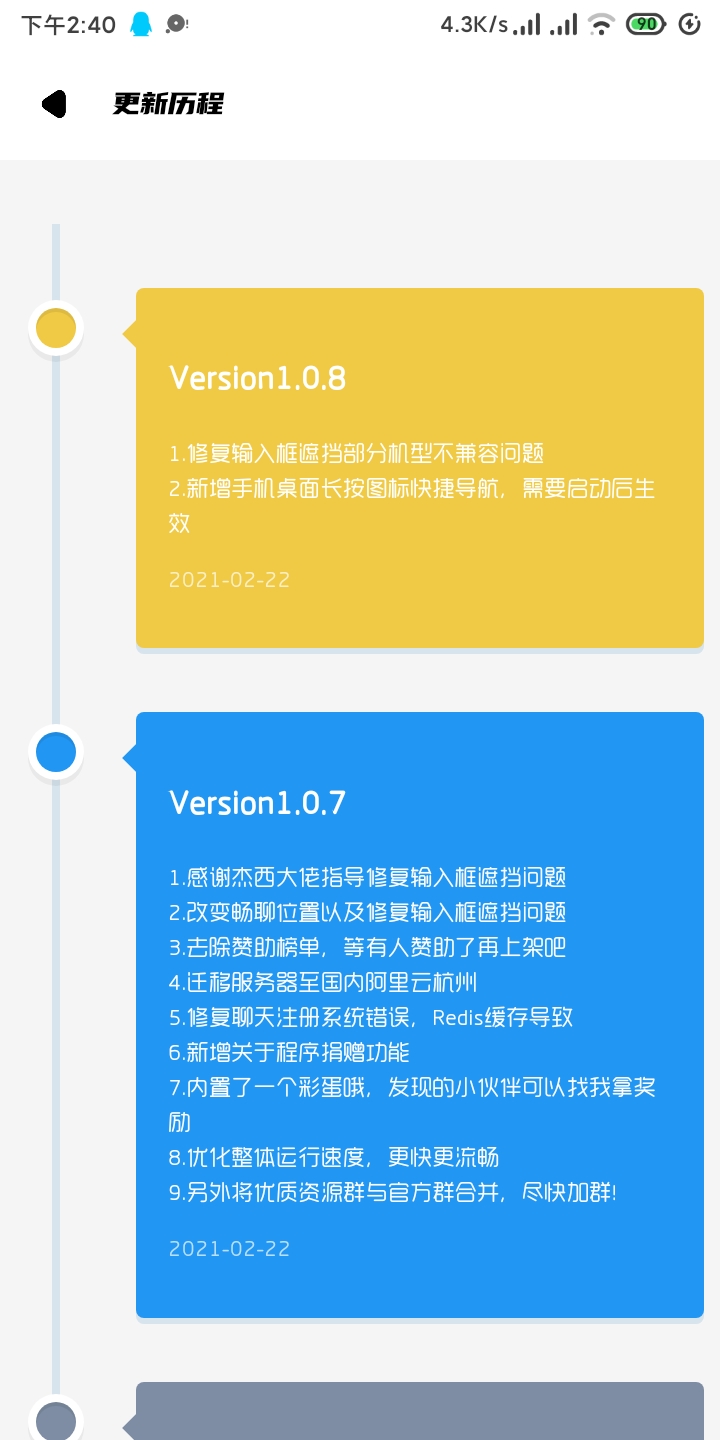 下午2:40
4.3K/s
90
更新历程
Version1.0.8
1.修复输入框遮挡部分机型不兼容问题
2.新增手机桌面长按图标快捷导航，需要启动后生
效
2021-02-22
Version1.0.7
1.感谢杰西大佬指导修复输入框遮挡问题
2.改变畅聊位置以及修复输入框遮挡问题
3.去除赞助榜单，等有人赞助了再上架吧
4.迁移服务器至国内阿里云杭州
5.修复聊天注册系统错误，Redis缓存导致
6.新增关于程序捐赠功能
7.内置了一个彩蛋哦，发现的小伙伴可以找我拿奖
励
8.优化整体运行速度，更快更流畅
9.另外将优质资源群与官方群合并，尽快加群!
2021-02-22